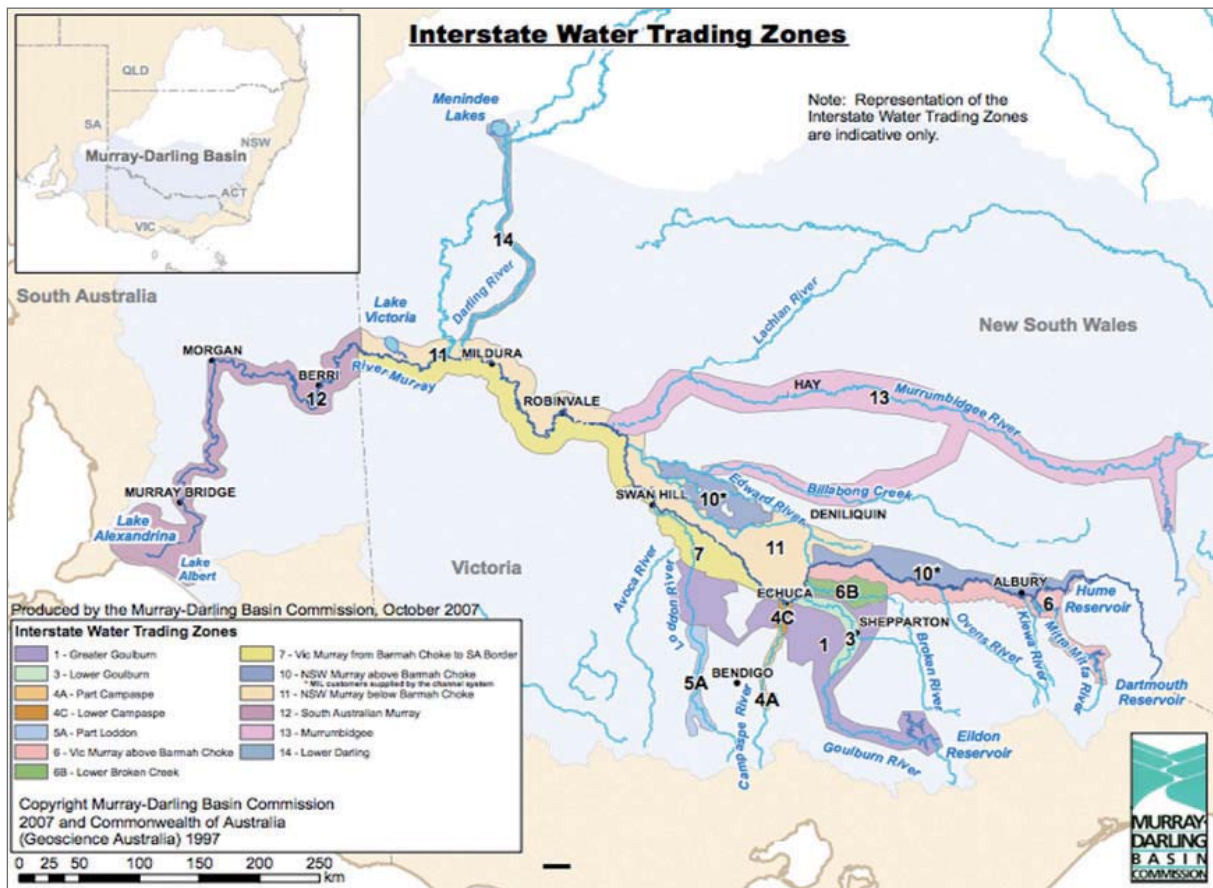 Interstate Water Trading Zones
QLD
SA
NSW
Murray-Darling Basin
ACT
VIC
Menindee
Lakes
Note: Representation of the
Interstate Water Trading Zones
are indicative only.
14
Darling River
South Australia
Lake
Victoria
Lachlan River
New South Wales
MORGAN
11
MILDURA
BERRI
12
River Murray
HAY
13
Murrumbidgee River
ROBINVALE
MURRAY BRIDGE
SWAN HILL
10*
Edward River
Billabong Creek
DENILIQUIN
Lake
Alexandrina
Lake
Albert
7
11
Victoria
Avoca River
Loddon River
10*
ALBURY
Hume
Reservoir
ECHUCA
6B
6
4C
SHEPPARTON
1
3
Broken River
Ovens River
Kiewa River
Mitta Mitta River
Dartmouth
Reservoir
5A
BENDIGO
4A
Campaspe River
Goulburn River
Eildon
Reservoir
Produced by the Murray-Darling Basin Commission, October 2007
Interstate Water Trading Zones
1 - Greater Goulburn
3 - Lower Goulburn
4A - Part Campaspe
4C - Lower Campaspe
5A - Part Loddon
6 - Vic Murray above Barmah Choke
6B - Lower Broken Creek
7 - Vic Murray from Barmah Choke to SA Border
10 - NSW Murray above Barmah Choke
* MIL customers supplied by the channel system
11 - NSW Murray below Barmah Choke
12 - South Australian Murray
13 - Murrumbidgee
14 - Lower Darling
Copyright Murray-Darling Basin Commission
2007 and Commonwealth of Australia
(Geoscience Australia) 1997
0 25 50 100 150 200 250
km
MURRAY
DARLING
BASIN
COMMISSION